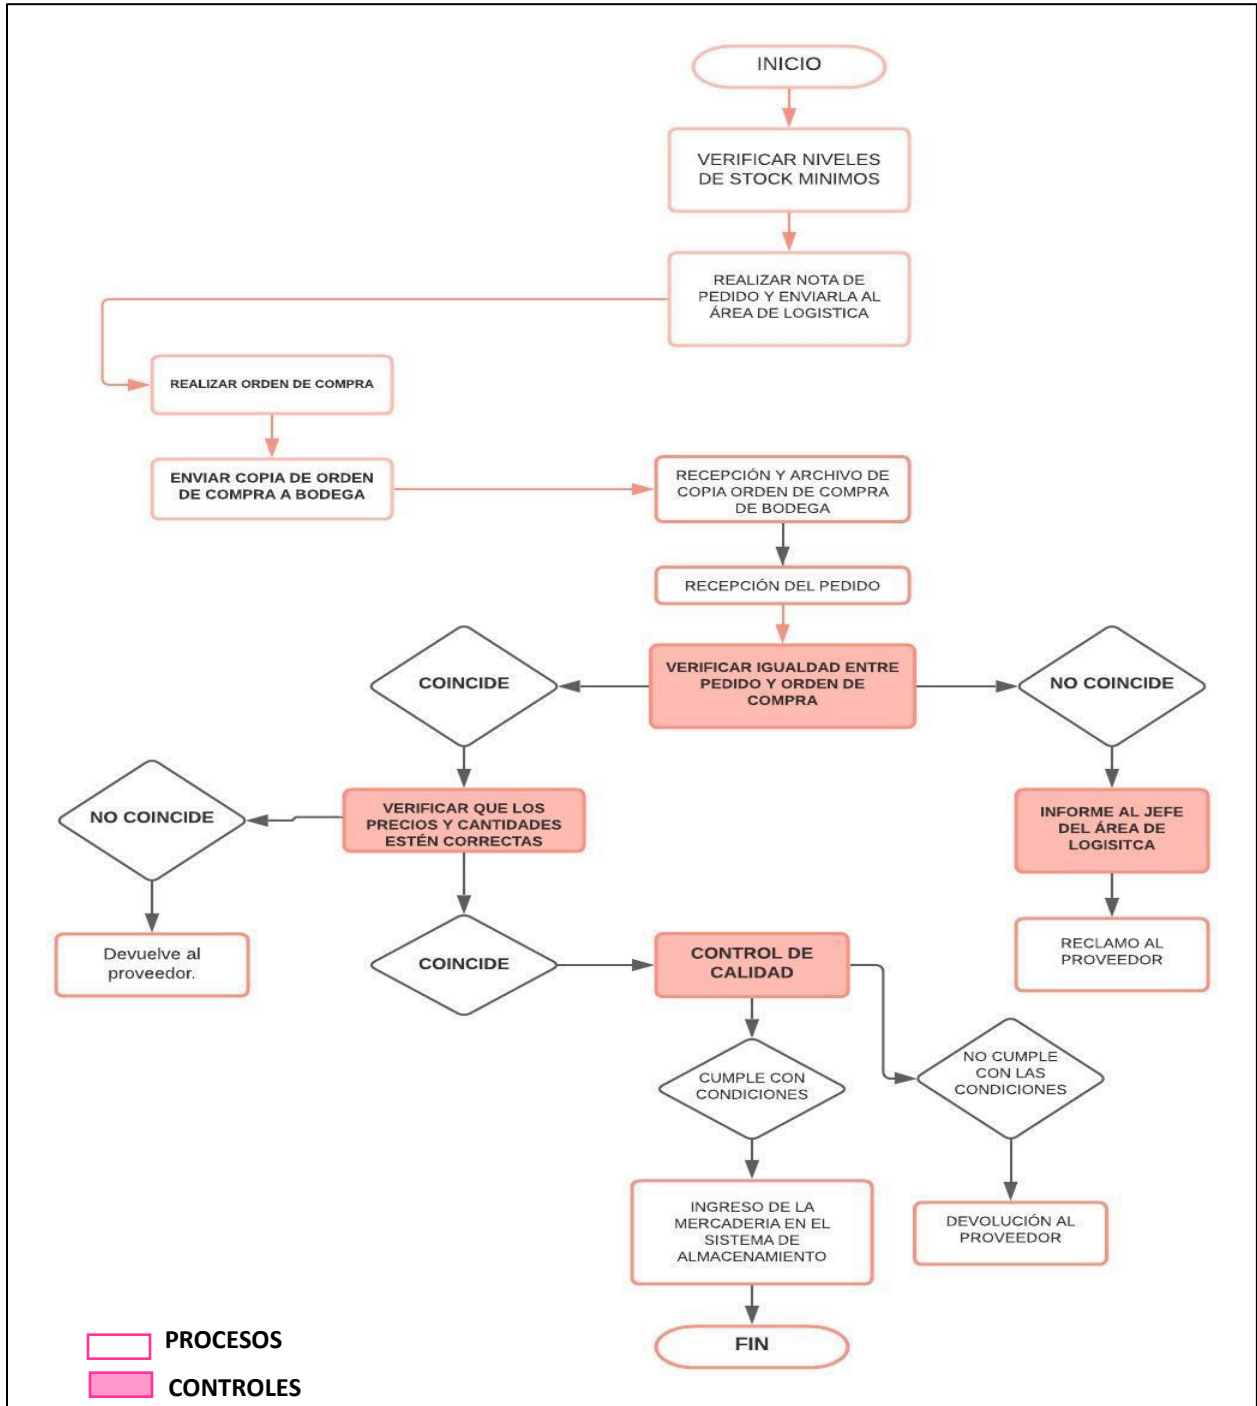 INICIO
VERIFICAR NIVELES
DE STOCK MINIMOS
REALIZAR NOTA DE
PEDIDO Y ENVIARLA AL
ÁREA DE LOGISTICA
REALIZAR ORDEN DE COMPRA
ENVIAR COPIA DE ORDEN
DE COMPRA A BODEGA
RECEPCIÓN Y ARCHIVO DE
COPIA ORDEN DE COMPRA
DE BODEGA
RECEPCIÓN DEL PEDIDO
COINCIDE
VERIFICAR IGUALDAD ENTRE
PEDIDO Y ORDEN DE
COMPRA
NO COINCIDE
NO COINCIDE
VERIFICAR QUE LOS
PRECIOS Y CANTIDADES
ESTÉN CORRECTAS
INFORME AL JEFE
DEL ÁREA DE
LOGISITCA
Devuelve al
proveedor.
COINCIDE
CONTROL DE
CALIDAD
RECLAMO AL
PROVEEDOR
CUMPLE CON
CONDICIONES
NO CUMPLE
CON LAS
CONDICIONES
INGRESO DE LA
MERCADERIA EN EL
SISTEMA DE
ALMACENAMIENTO
DEVOLUCIÓN AL
PROVEEDOR
FIN
PROCESOS
CONTROLES